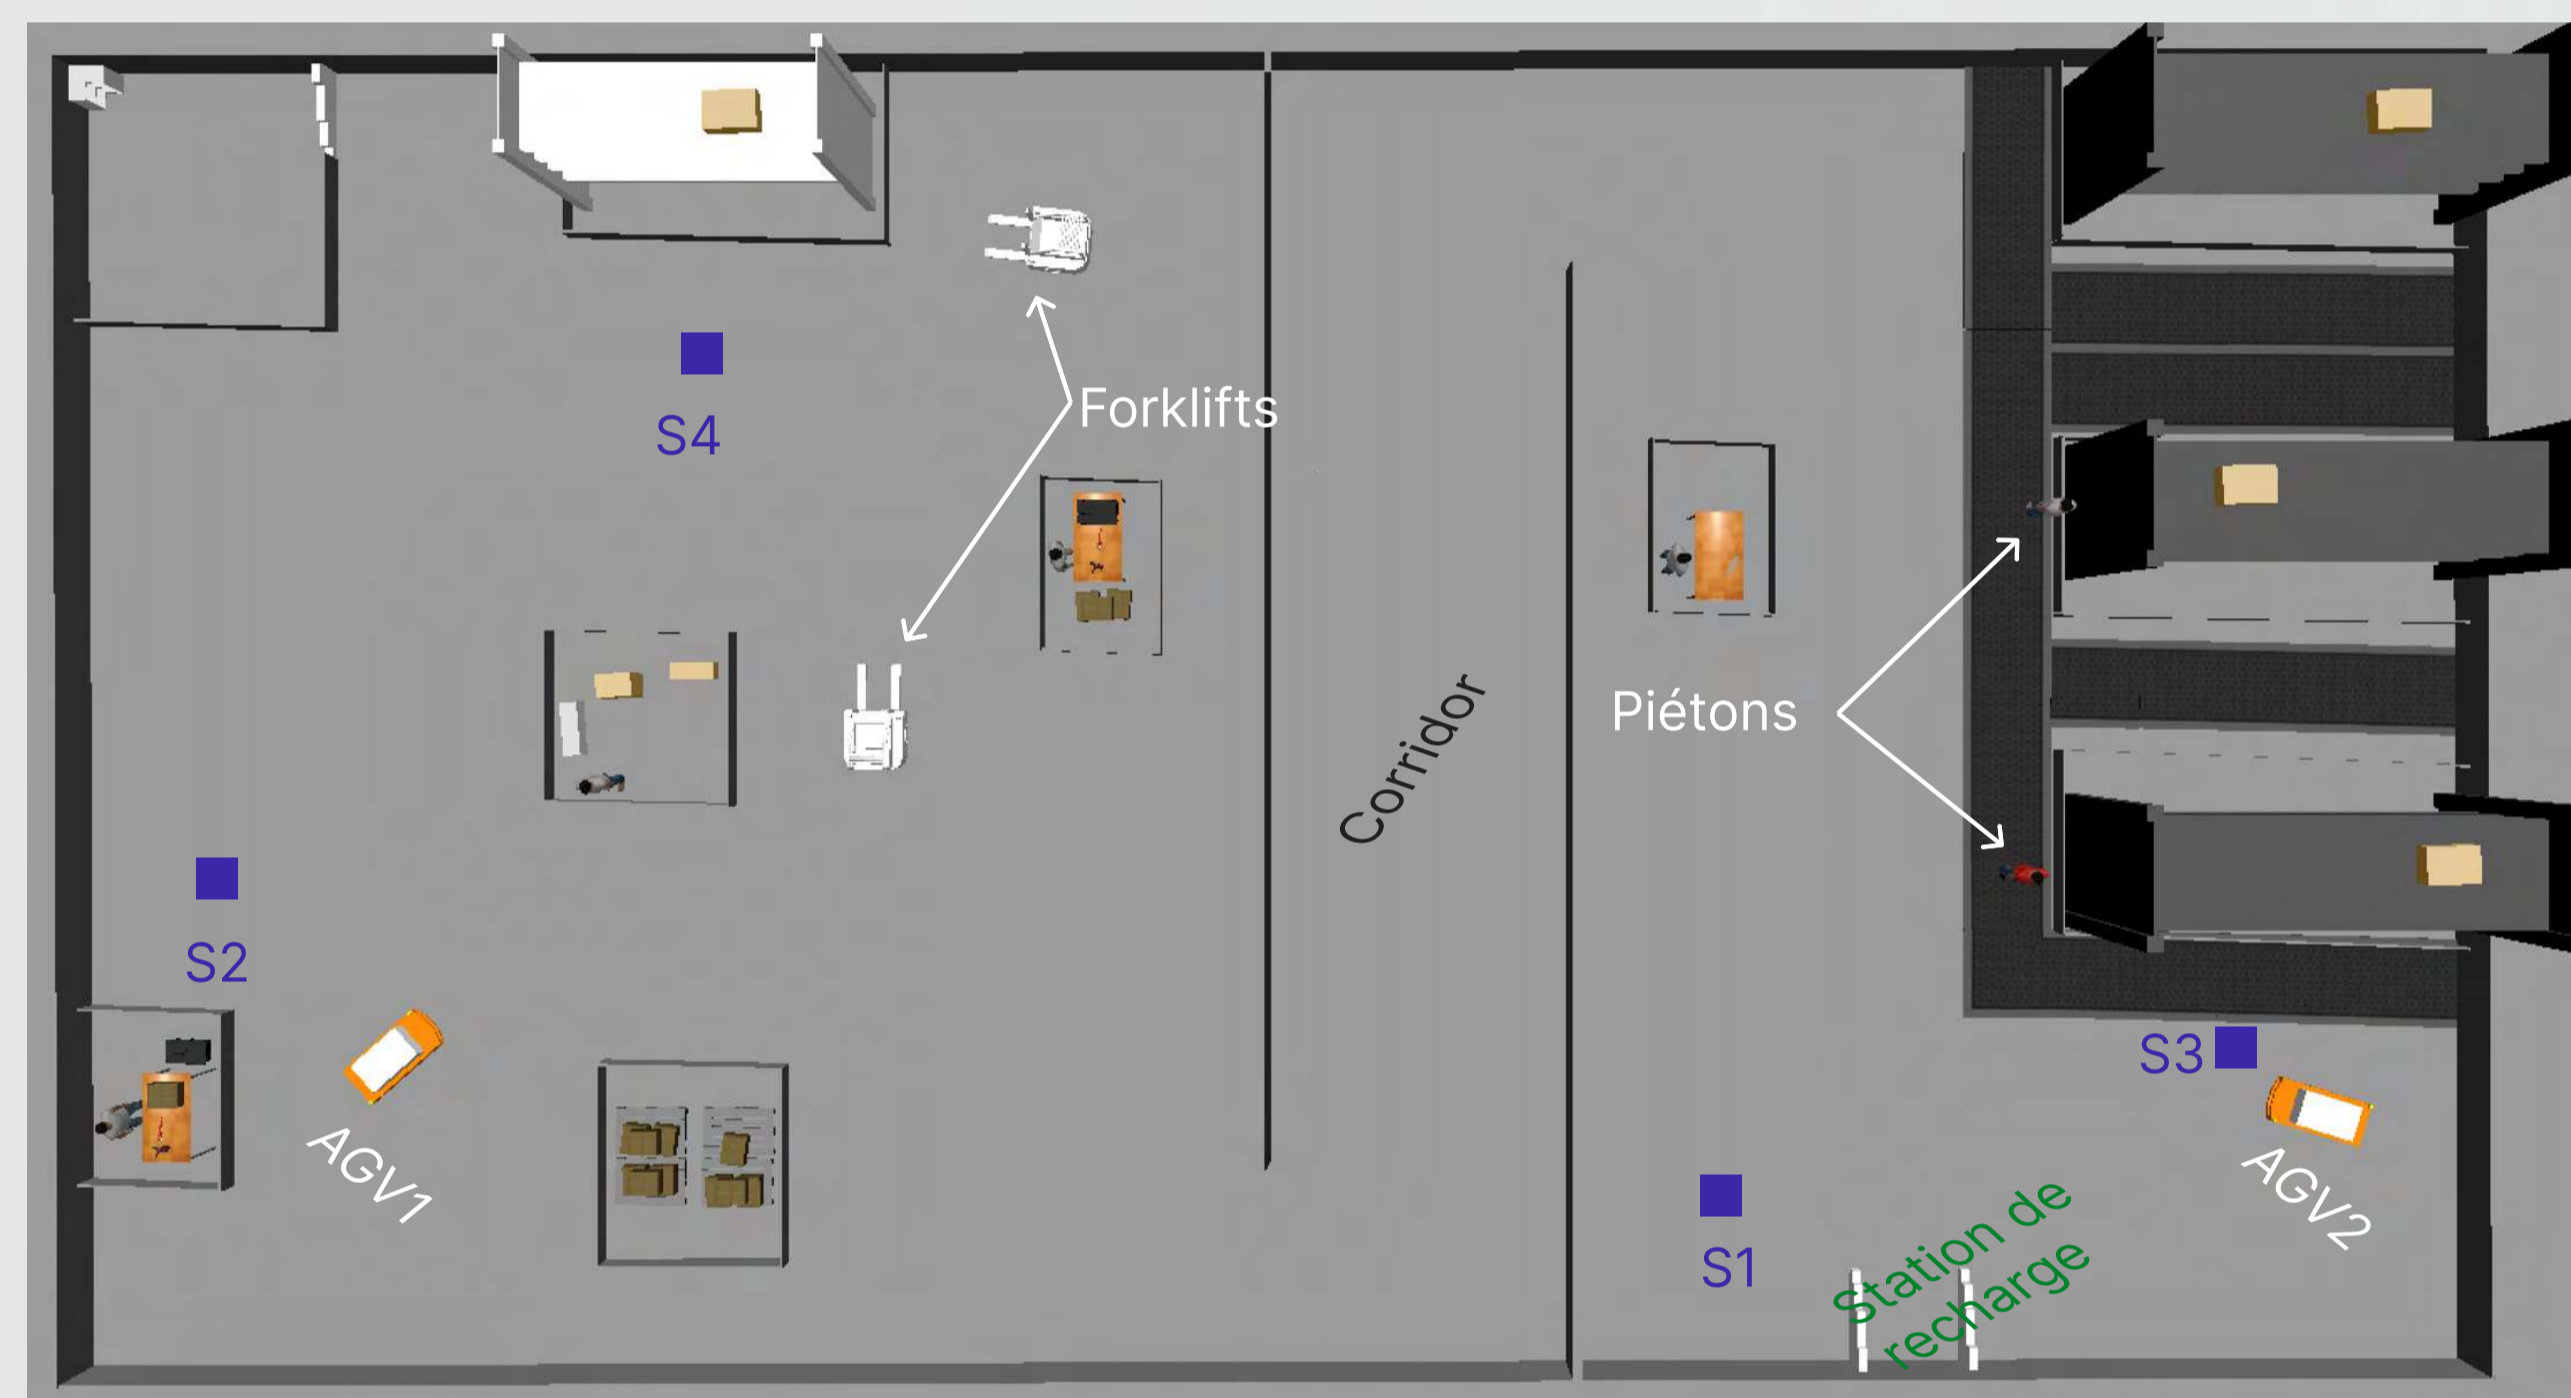 Forklifts
S4
Corridor
Piétons
S2
S3
AGV1
AGV2
S1
Station de
recharge